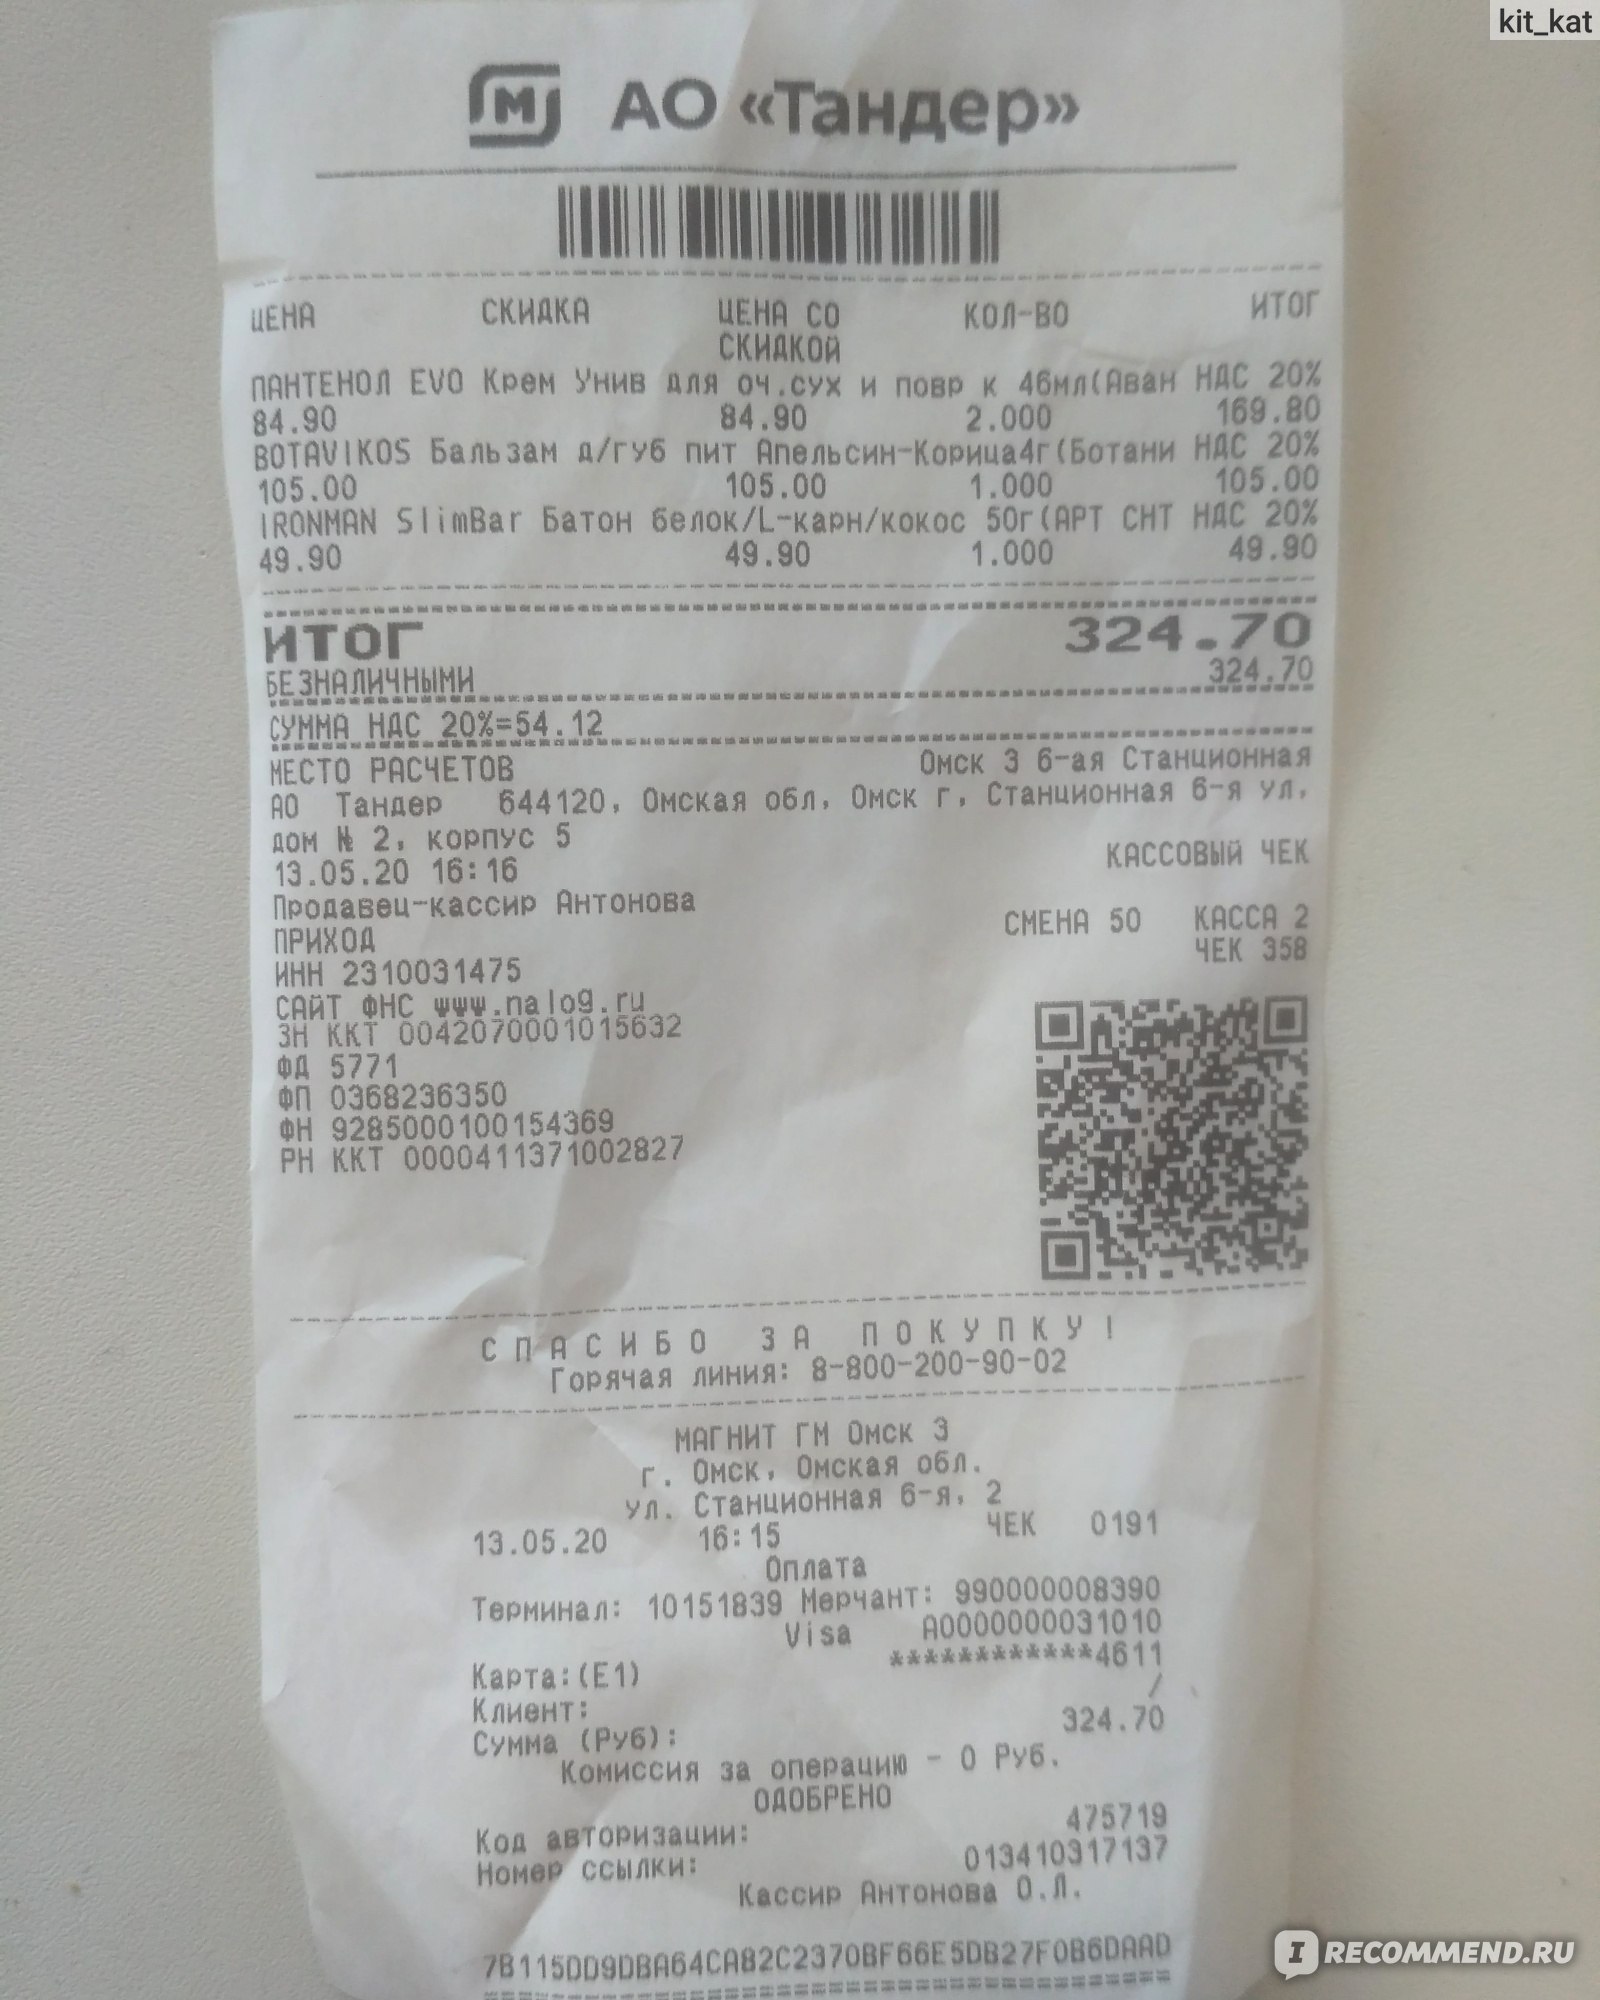 kit_kat
М АО «Тандер»
ЦЕНА СКИДКА ЦЕНА СО СКИДКОЙ КОЛ-ВО ИТОГ
ПАНТЕНОЛ EVO Крем Унив для оч.сух и повр к 46мл(Аван НДС 20%
84.90 84.90 2.000 169.80
BOTAVIKOS Бальзам д/губ пит Апельсин-Корица4г(Ботани НДС 20%
105.00 105.00 1.000 105.00
IRONMAN SlimBar Батон белок/L-карн/кокос 50г(АРТ СНТ НДС 20%
49.90 49.90 1.000 49.90
ИТОГ 324.70
БЕЗНАЛИЧНЫМИ 324.70
СУММА НДС 20%=54.12
МЕСТО РАСЧЕТОВ Омск 3 6-ая Станционная
АО Тандер 644120, Омская обл, Омск г, Станционная 6-я ул,
дом № 2, корпус 5
13.05.20 16:16 КАССОВЫЙ ЧЕК
Продавец-кассир Антонова
ПРИХОД СМЕНА 50 КАССА 2
ИНН 2310031475 ЧЕК 358
САЙТ ФНС www.nalog.ru
ЗН ККТ 0042070001015632
ФД 5771
ФП 0368236350
ФН 9285000100154369
РН ККТ 0000411371002827
СПАСИБО ЗА ПОКУПКУ!
Горячая линия: 8-800-200-90-02
МАГНИТ ГМ Омск 3
г. Омск, Омская обл.
ул. Станционная 6-я, 2
13.05.20 16:15 ЧЕК 0191
Оплата
Терминал: 10151839 Мерчант: 990000008390
Visa A0000000031010
Карта:(E1) ************4611
Клиент: /
Сумма (Руб): 324.70
Комиссия за операцию - 0 Руб.
ОДОБРЕНО
Код авторизации: 475719
Номер ссылки: 013410317137
Кассир Антонова О.Л.
7B115DD9DBA64CA82C2370BF66E5DB27F0B6DAAD
IRECOMMEND.RU